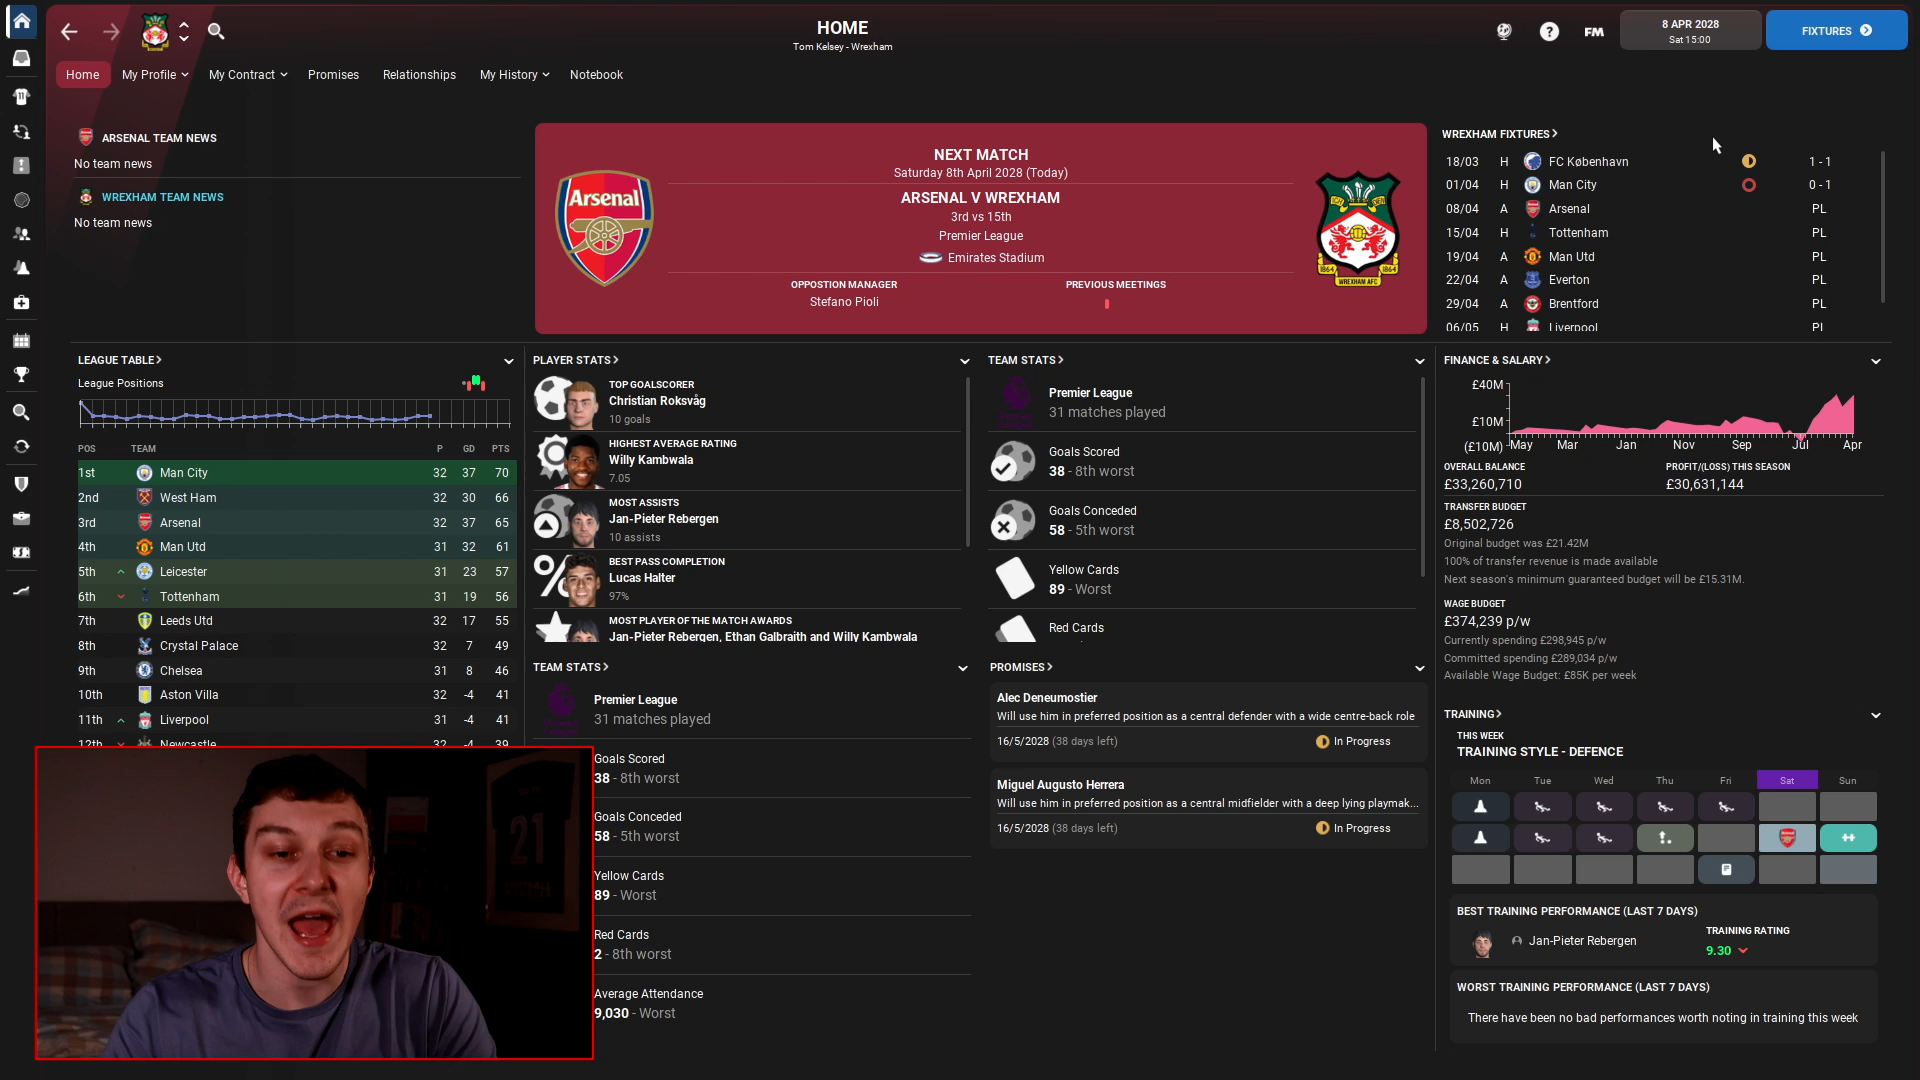 HOME
Tom Kelsey - Wrexham
8 APR 2028
Sat 15:00
FIXTURES
FM
Home
My Profile
My Contract
Promises
Relationships
My History
Notebook
ARSENAL TEAM NEWS
No team news
WREXHAM TEAM NEWS
No team news
Arsenal
NEXT MATCH
Saturday 8th April 2028 (Today)
ARSENAL V WREXHAM
3rd vs 15th
Premier League
Emirates Stadium
OPPOSTION MANAGER
Stefano Pioli
PREVIOUS MEETINGS
1864 1864
WREXHAM AFC
WREXHAM FIXTURES
18/03 H FC København 1 - 1
01/04 H Man City 0 - 1
08/04 A Arsenal PL
15/04 H Tottenham PL
19/04 A Man Utd PL
22/04 A Everton PL
29/04 A Brentford PL
06/05 H Liverpool PL
LEAGUE TABLE
League Positions
POS TEAM P GD PTS
1st Man City 32 37 70
2nd West Ham 32 30 66
3rd Arsenal 32 37 65
4th Man Utd 31 32 61
5th Leicester 31 23 57
6th Tottenham 31 19 56
7th Leeds Utd 32 17 55
8th Crystal Palace 32 7 49
9th Chelsea 31 8 46
10th Aston Villa 32 -4 41
11th Liverpool 31 -4 41
12th Newcastle 32 -4 39
21
PLAYER STATS
TOP GOALSCORER
Christian Roksvåg
10 goals
HIGHEST AVERAGE RATING
Willy Kambwala
7.05
MOST ASSISTS
Jan-Pieter Rebergen
10 assists
BEST PASS COMPLETION
Lucas Halter
97%
MOST PLAYER OF THE MATCH AWARDS
Jan-Pieter Rebergen, Ethan Galbraith and Willy Kambwala
TEAM STATS
Premier League
31 matches played
Goals Scored
38 - 8th worst
Goals Conceded
58 - 5th worst
Yellow Cards
89 - Worst
Red Cards
2 - 8th worst
Average Attendance
9,030 - Worst
TEAM STATS
Premier League
31 matches played
Goals Scored
38 - 8th worst
Goals Conceded
58 - 5th worst
Yellow Cards
89 - Worst
Red Cards
PROMISES
Alec Deneumostier
Will use him in preferred position as a central defender with a wide centre-back role
16/5/2028 (38 days left) In Progress
Miguel Augusto Herrera
Will use him in preferred position as a central midfielder with a deep lying playmak...
16/5/2028 (38 days left) In Progress
FINANCE & SALARY
£40M
£10M
(£10M)
May Mar Jan Nov Sep Jul Apr
OVERALL BALANCE
£33,260,710
PROFIT/(LOSS) THIS SEASON
£30,631,144
TRANSFER BUDGET
£8,502,726
Original budget was £21.42M
100% of transfer revenue is made available
Next season's minimum guaranteed budget will be £15.31M.
WAGE BUDGET
£374,239 p/w
Currently spending £298,945 p/w
Committed spending £289,034 p/w
Available Wage Budget: £85K per week
TRAINING
THIS WEEK
TRAINING STYLE - DEFENCE
Mon Tue Wed Thu Fri Sat Sun
BEST TRAINING PERFORMANCE (LAST 7 DAYS)
Jan-Pieter Rebergen
TRAINING RATING
9.30
WORST TRAINING PERFORMANCE (LAST 7 DAYS)
There have been no bad performances worth noting in training this week